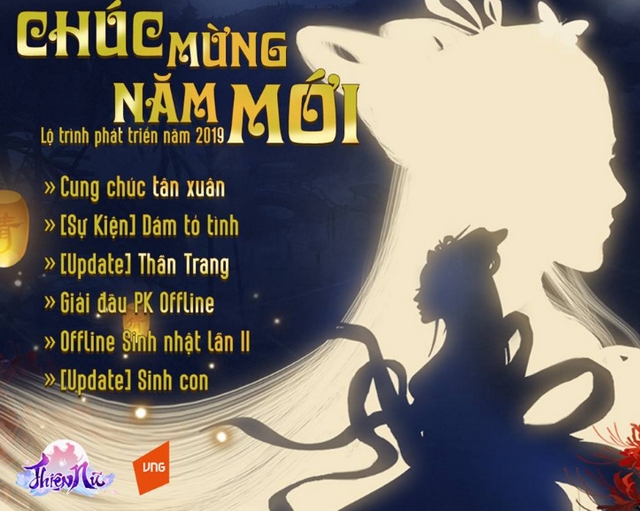 CHÚC MỪNG
NĂM MỚI
Lộ trình phát triển năm 2019
» Cung chúc tân xuân
» [Sự Kiện] Dám tỏ tình
» [Update] Thần Trang
» Giải đấu PK Offline
» Offline Sinh nhật lần II
» [Update] Sinh con
Thiện Nữ
VNG